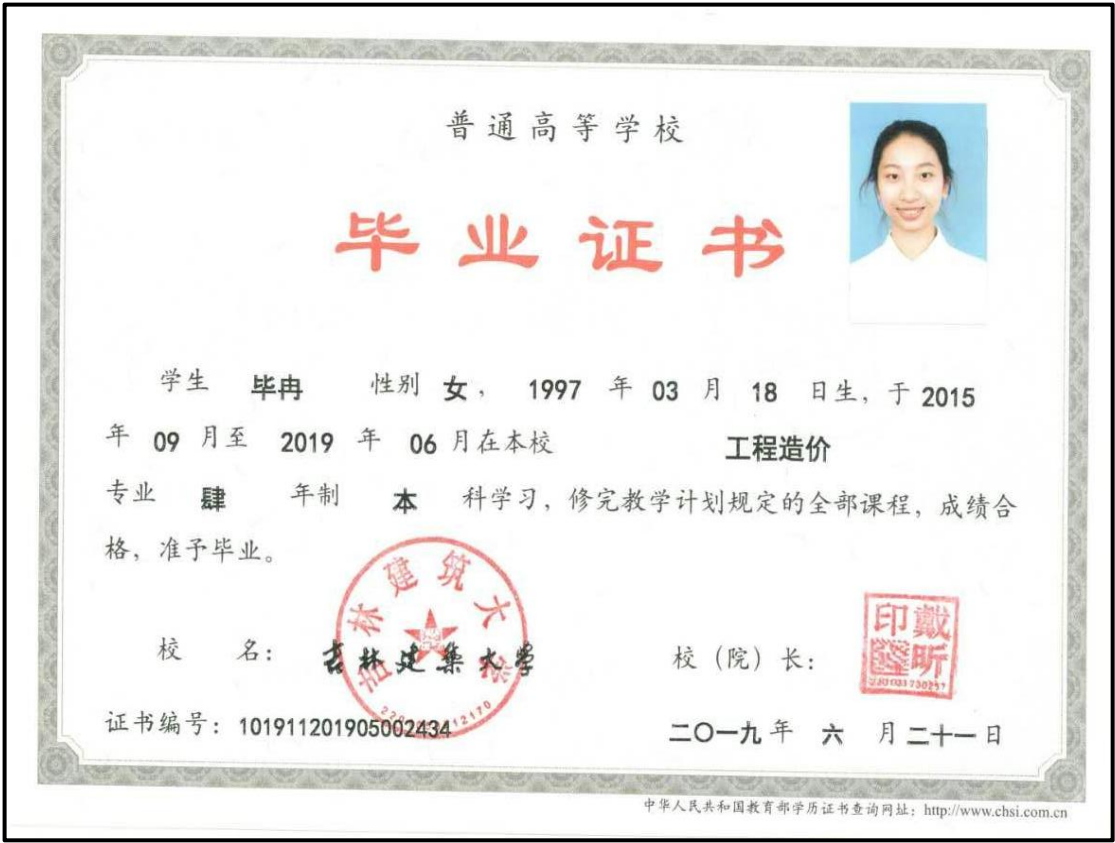 普通高等学校
毕业证书
学生 毕冉 性别 女， 1997 年 03 月 18 日生，于 2015
年 09 月至 2019 年 06 月在本校 工程造价
专业 肆 年制 本 科学习，修完教学计划规定的全部课程，成绩合
格，准予毕业。
吉林建筑大学
校 名： 吉林建筑大学
校（院）长：
印戴
昕
证书编号：101911201905002434
二〇一九 年 六 月 二十一 日
中华人民共和国教育部学历证书查询网址：http://www.chsi.com.cn